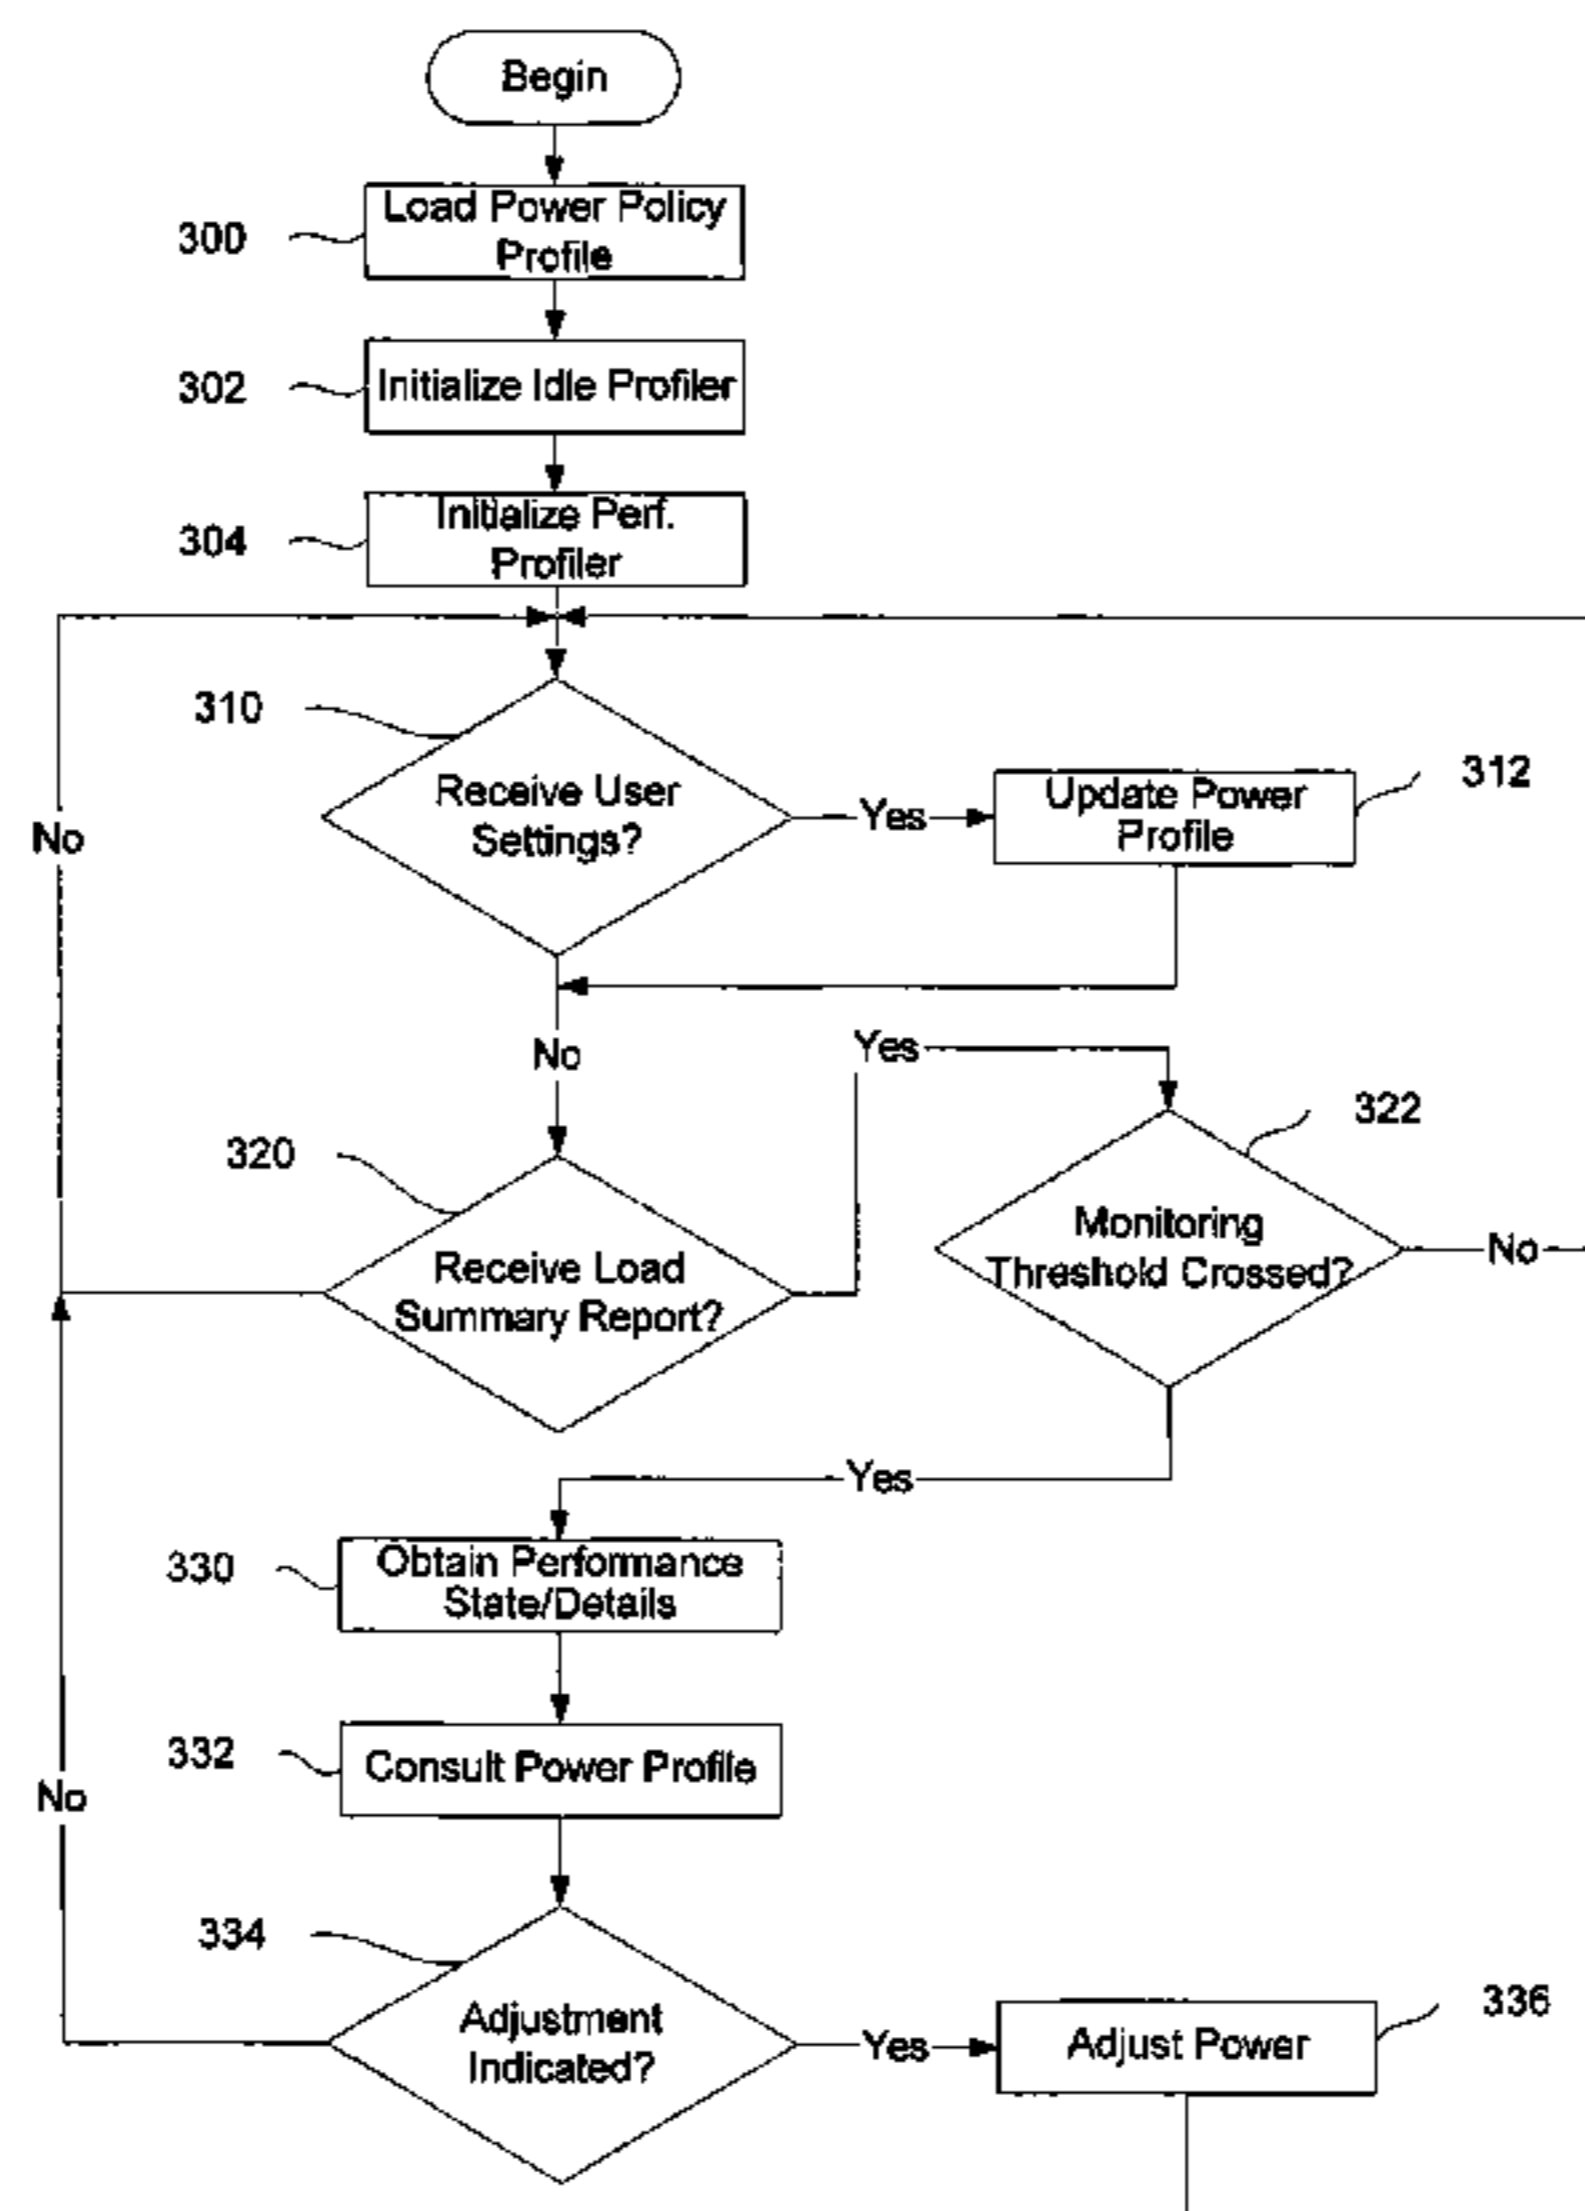 Begin
300
Load Power Policy
Profile
302
Initialize Idle Profiler
304
Initialize Perf.
Profiler
310
Receive User
Settings?
Yes
Update Power
Profile
312
No
No
Yes
320
Receive Load
Summary Report?
322
Monitoring
Threshold Crossed?
No
Yes
330
Obtain Performance
State/Details
332
Consult Power Profile
No
334
Adjustment
Indicated?
Yes
Adjust Power
336